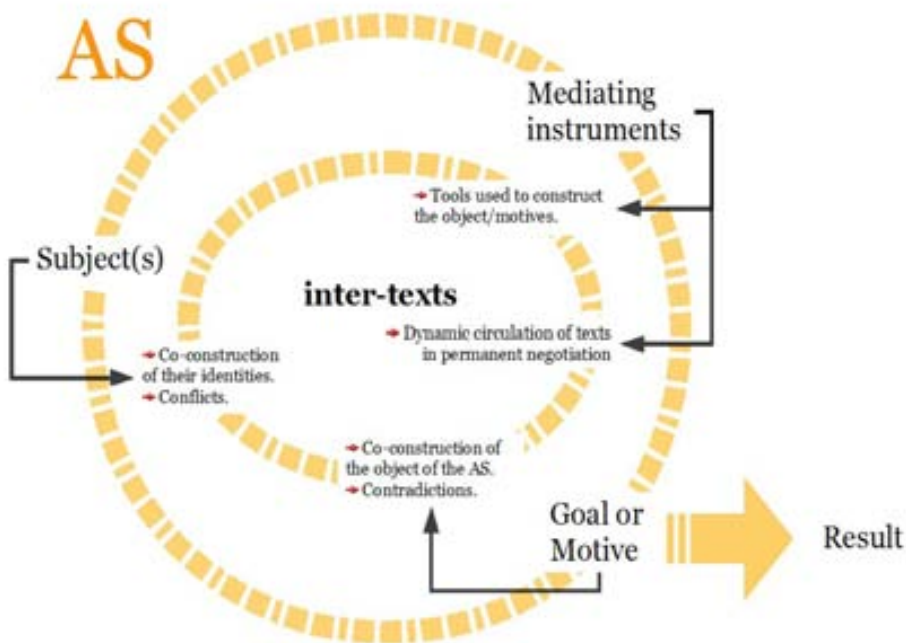 AS
Mediating
instruments
➔ Tools used to construct
the object/motives.
Subject(s)
inter-texts
➔ Dynamic circulation of texts
in permanent negotiation
➔ Co-construction
of their identities.
➔ Conflicts.
➔ Co-construction of
the object of the AS.
➔ Contradictions.
Goal or
Motive
Result